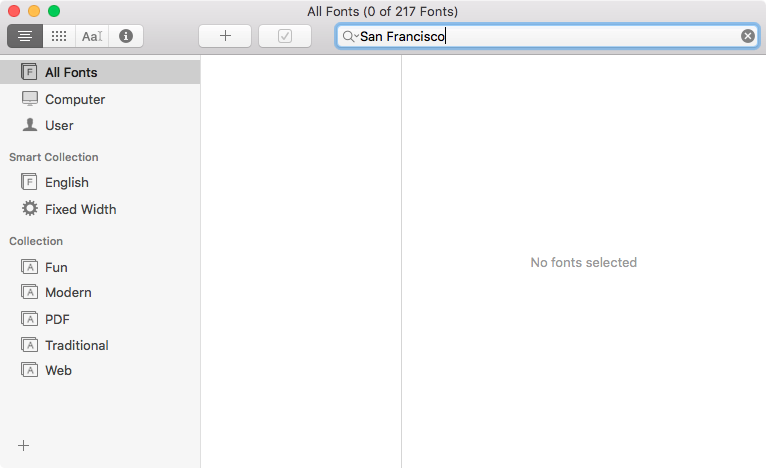 All Fonts (0 of 217 Fonts)
Aa
San Francisco
All Fonts
Computer
User
Smart Collection
English
Fixed Width
Collection
Fun
Modern
PDF
Traditional
Web
No fonts selected